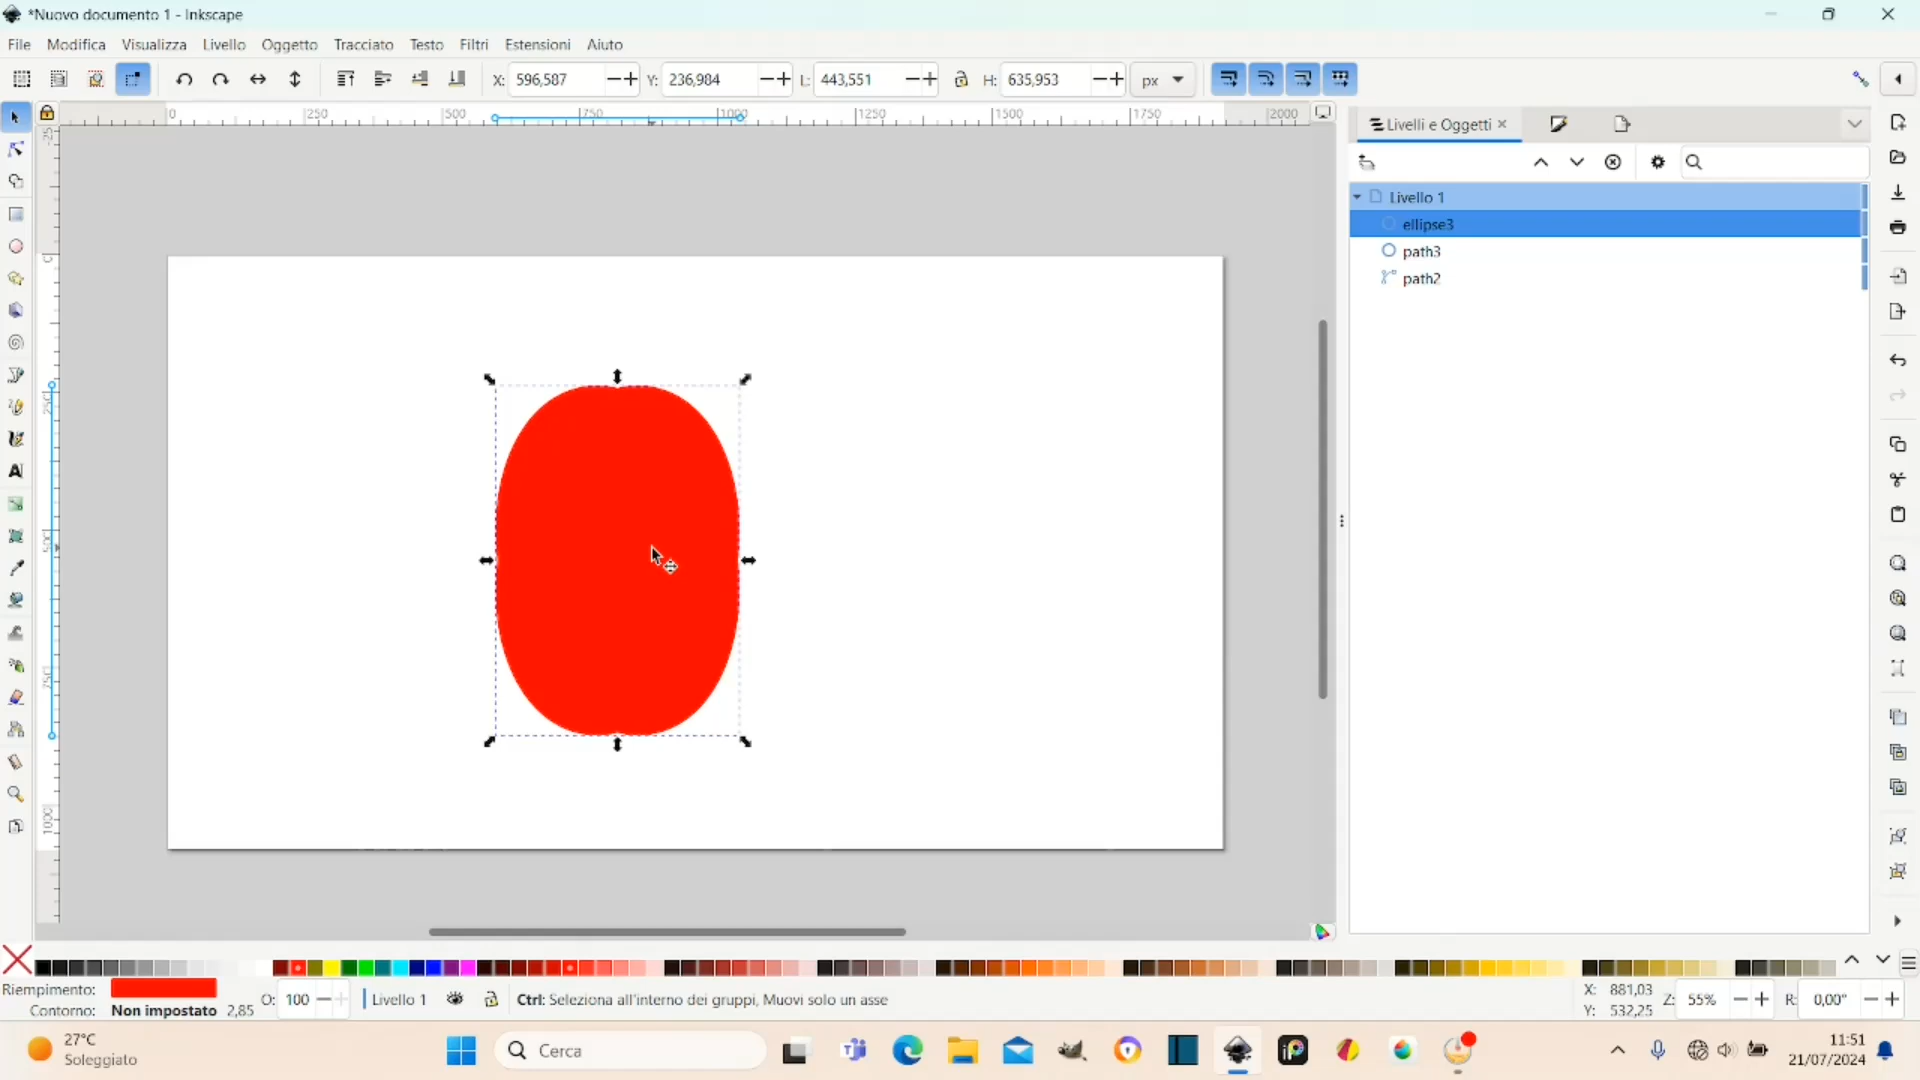 *Nuovo documento 1 - Inkscape
File Modifica Visualizza Livello Oggetto Tracciato Testo Filtri Estensioni Aiuto
X: 596,587 Y: 236,984 L: 443,551 H: 635,953 px
0 250 500 750 1000 1250 1500 1750 2000
Livelli e Oggetti
Livello 1
ellipse3
path3
path2
Riempimento: O: 100 Livello 1 Ctrl: Seleziona all'interno dei gruppi, Muovi solo un asse X: 881,03 Z: 55% R: 0,00°
Contorno: Non impostato 2,85 Y: 532,25
27°C
Soleggiato
Cerca
11:51
21/07/2024